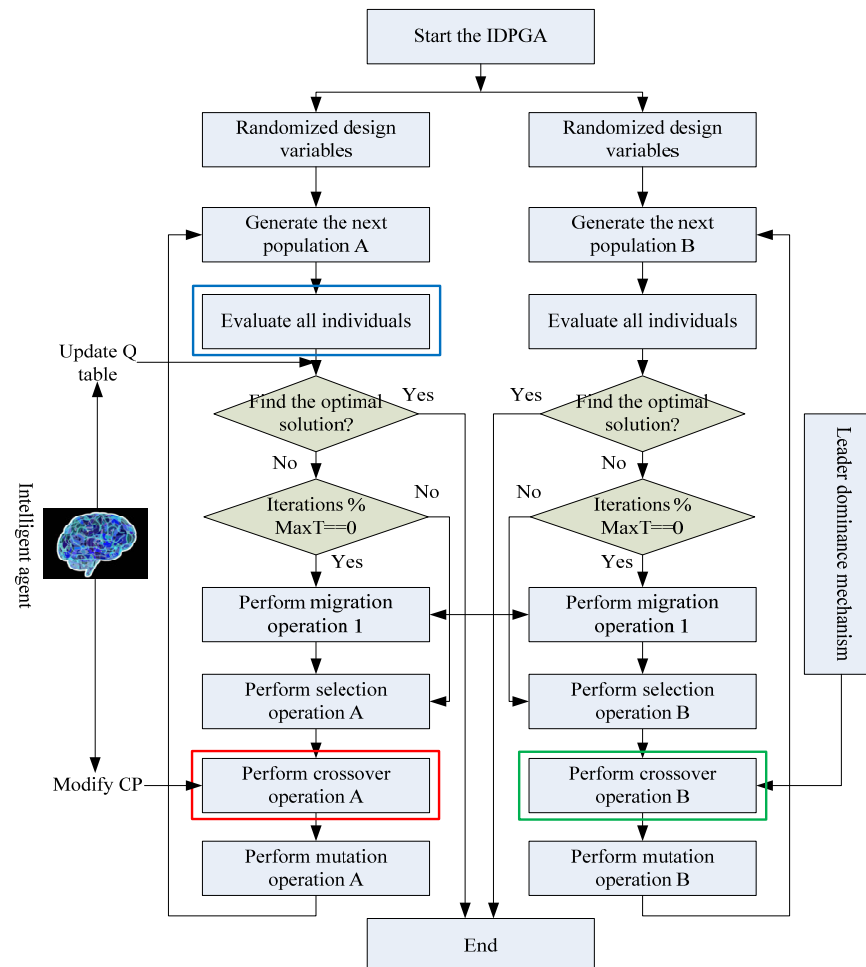 Start the IDPGA
Randomized design
variables
Randomized design
variables
Generate the next
population A
Generate the next
population B
Evaluate all individuals
Evaluate all individuals
Update Q
table
Find the optimal
solution?
Yes
No
Yes
Find the optimal
solution?
No
Iterations %
MaxT==0
No
Yes
No
Iterations %
MaxT==0
Yes
Leader dominance
mechanism
Intelligent agent
Perform migration
operation 1
Perform migration
operation 1
Perform selection
operation A
Perform selection
operation B
Modify CP
Perform crossover
operation A
Perform crossover
operation B
Perform mutation
operation A
Perform mutation
operation B
End